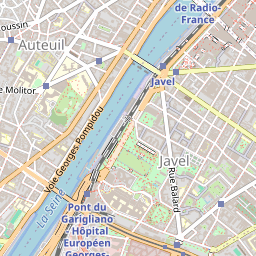 de Radio-
France
oussin
Auteuil
Javel
e Molitor.
Voie Georges Pompidou
Javel
Rue Balard
La Seine
Pont du
Garigliano
Hôpital
Européen
Georges-